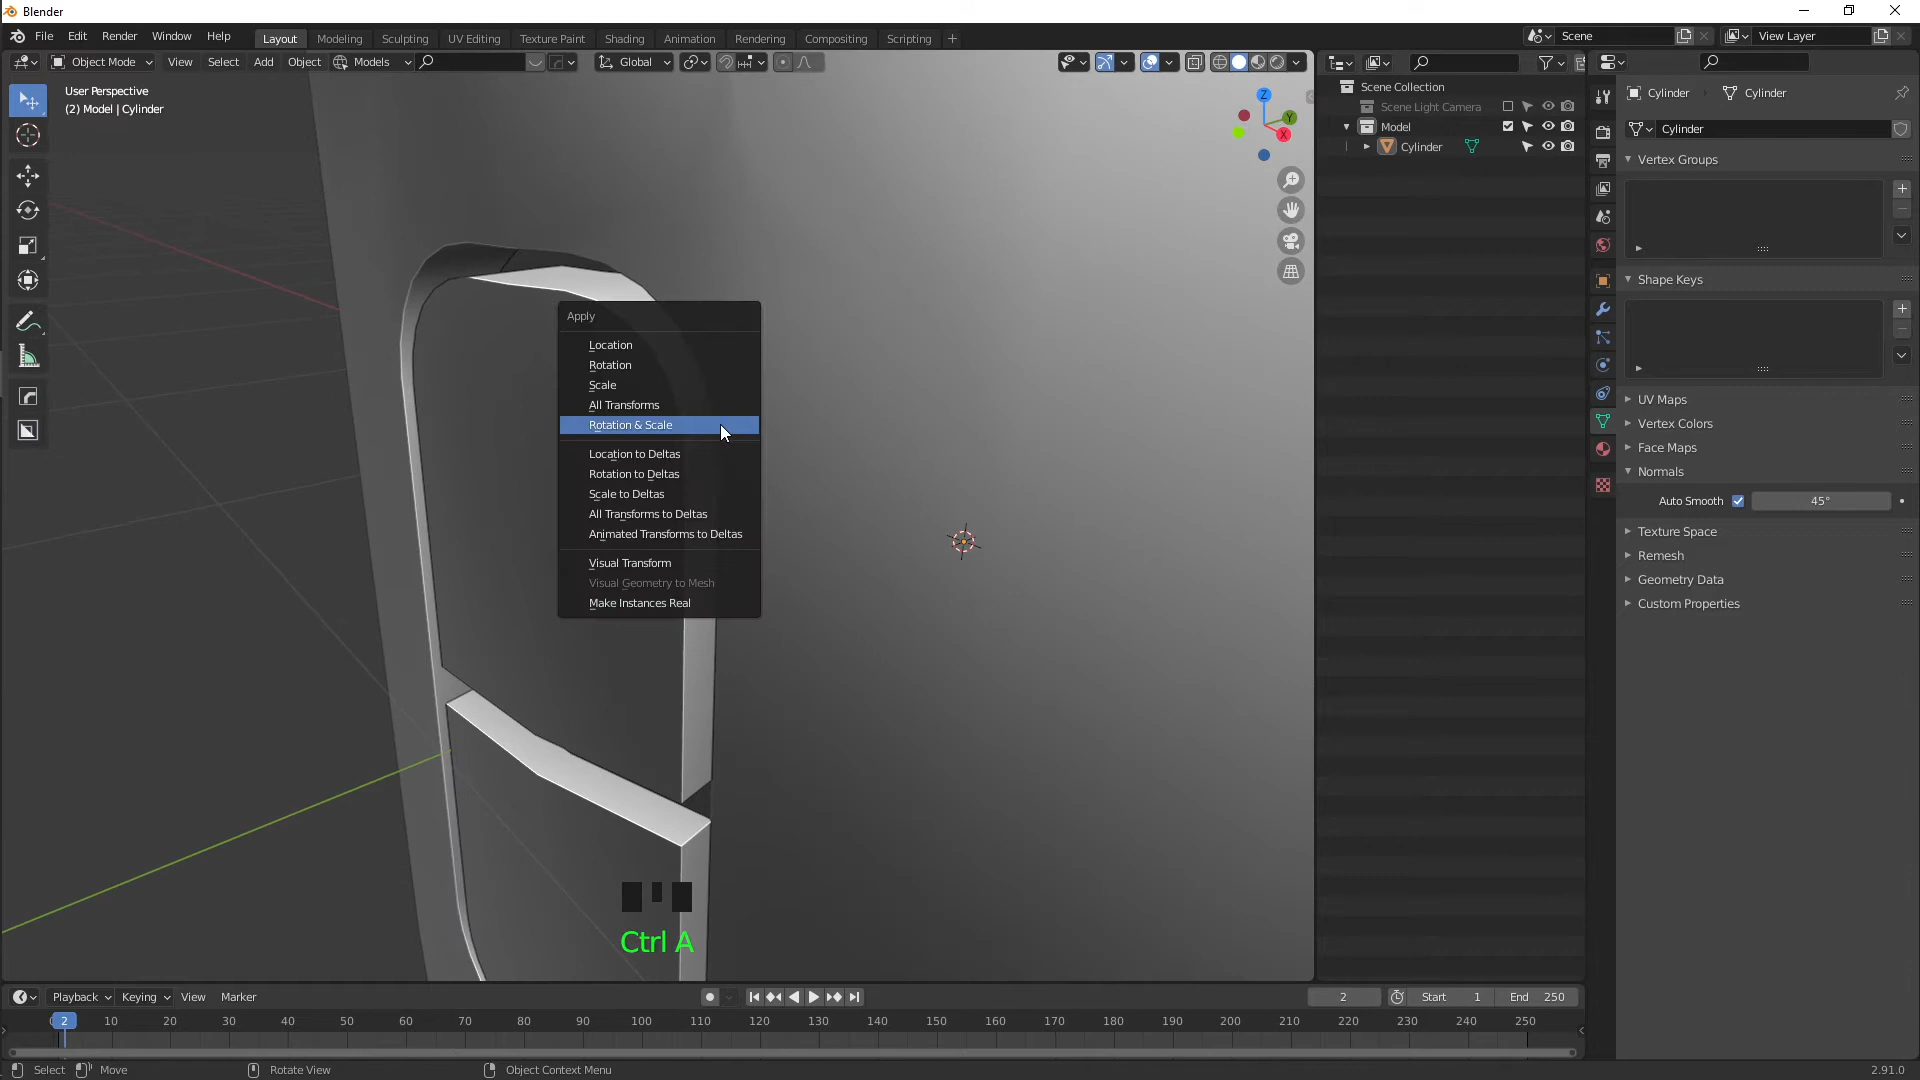 Blender
File Edit Render Window Help
Layout Modeling Sculpting UV Editing Texture Paint Shading Animation Rendering Compositing Scripting +
Scene
View Layer
Object Mode View Select Add Object Models Global
User Perspective
(2) Model | Cylinder
Z
Y
X
Scene Collection
Scene Light Camera
Model
Cylinder
Cylinder Cylinder
Cylinder
Vertex Groups
Shape Keys
UV Maps
Vertex Colors
Face Maps
Normals
Auto Smooth 45°
Texture Space
Remesh
Geometry Data
Custom Properties
Apply
Location
Rotation
Scale
All Transforms
Rotation & Scale
Location to Deltas
Rotation to Deltas
Scale to Deltas
All Transforms to Deltas
Animated Transforms to Deltas
Visual Transform
Visual Geometry to Mesh
Make Instances Real
Ctrl A
Playback Keying View Marker
2 Start 1 End 250
2 10 20 30 40 50 60 70 80 90 100 110 120 130 140 150 160 170 180 190 200 210 220 230 240 250
Select Move Rotate View Object Context Menu 2.91.0